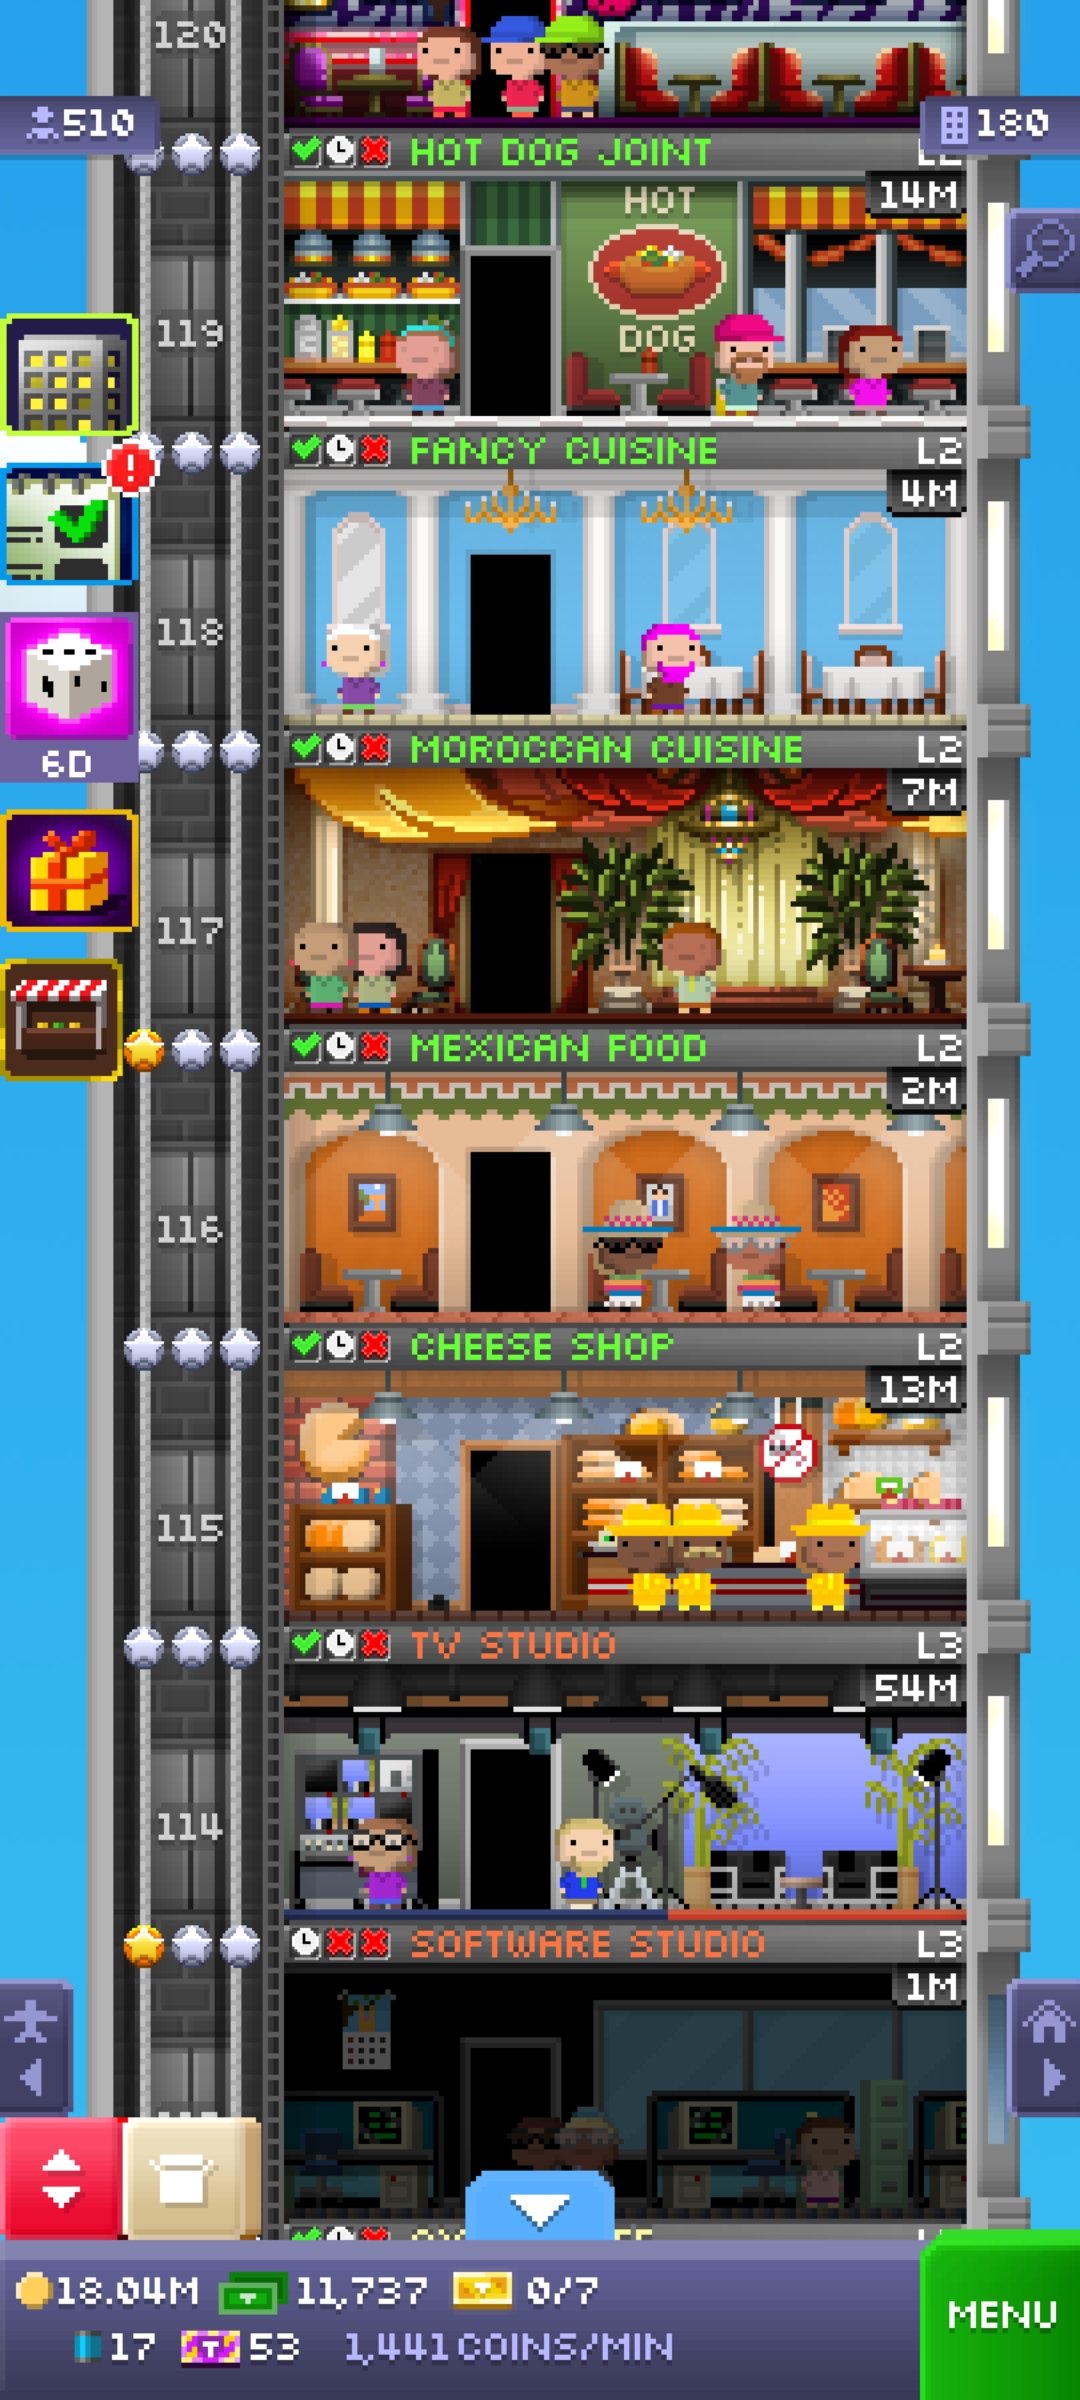 120
510
180
HOT DOG JOINT
14M
HOT
DOG
119
FANCY CUISINE L2
4M
118
6D
MOROCCAN CUISINE L2
7M
117
MEXICAN FOOD L2
2M
116
CHEESE SHOP L2
13M
115
TV STUDIO L3
54M
114
SOFTWARE STUDIO L3
1M
18.04M 11,737 0/7
17 53 1,441 COINS/MIN
MENU